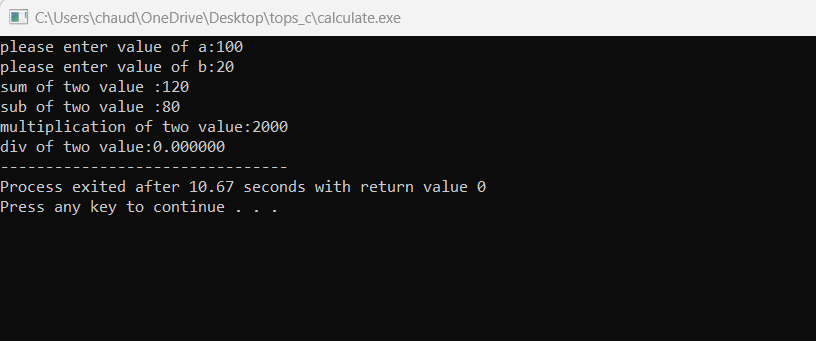 C:\Users\chaud\OneDrive\Desktop\tops_c\calculate.exe
please enter value of a:100
please enter value of b:20
sum of two value :120
sub of two value :80
multiplication of two value:2000
div of two value:0.000000
--------------------------------
Process exited after 10.67 seconds with return value 0
Press any key to continue . . .